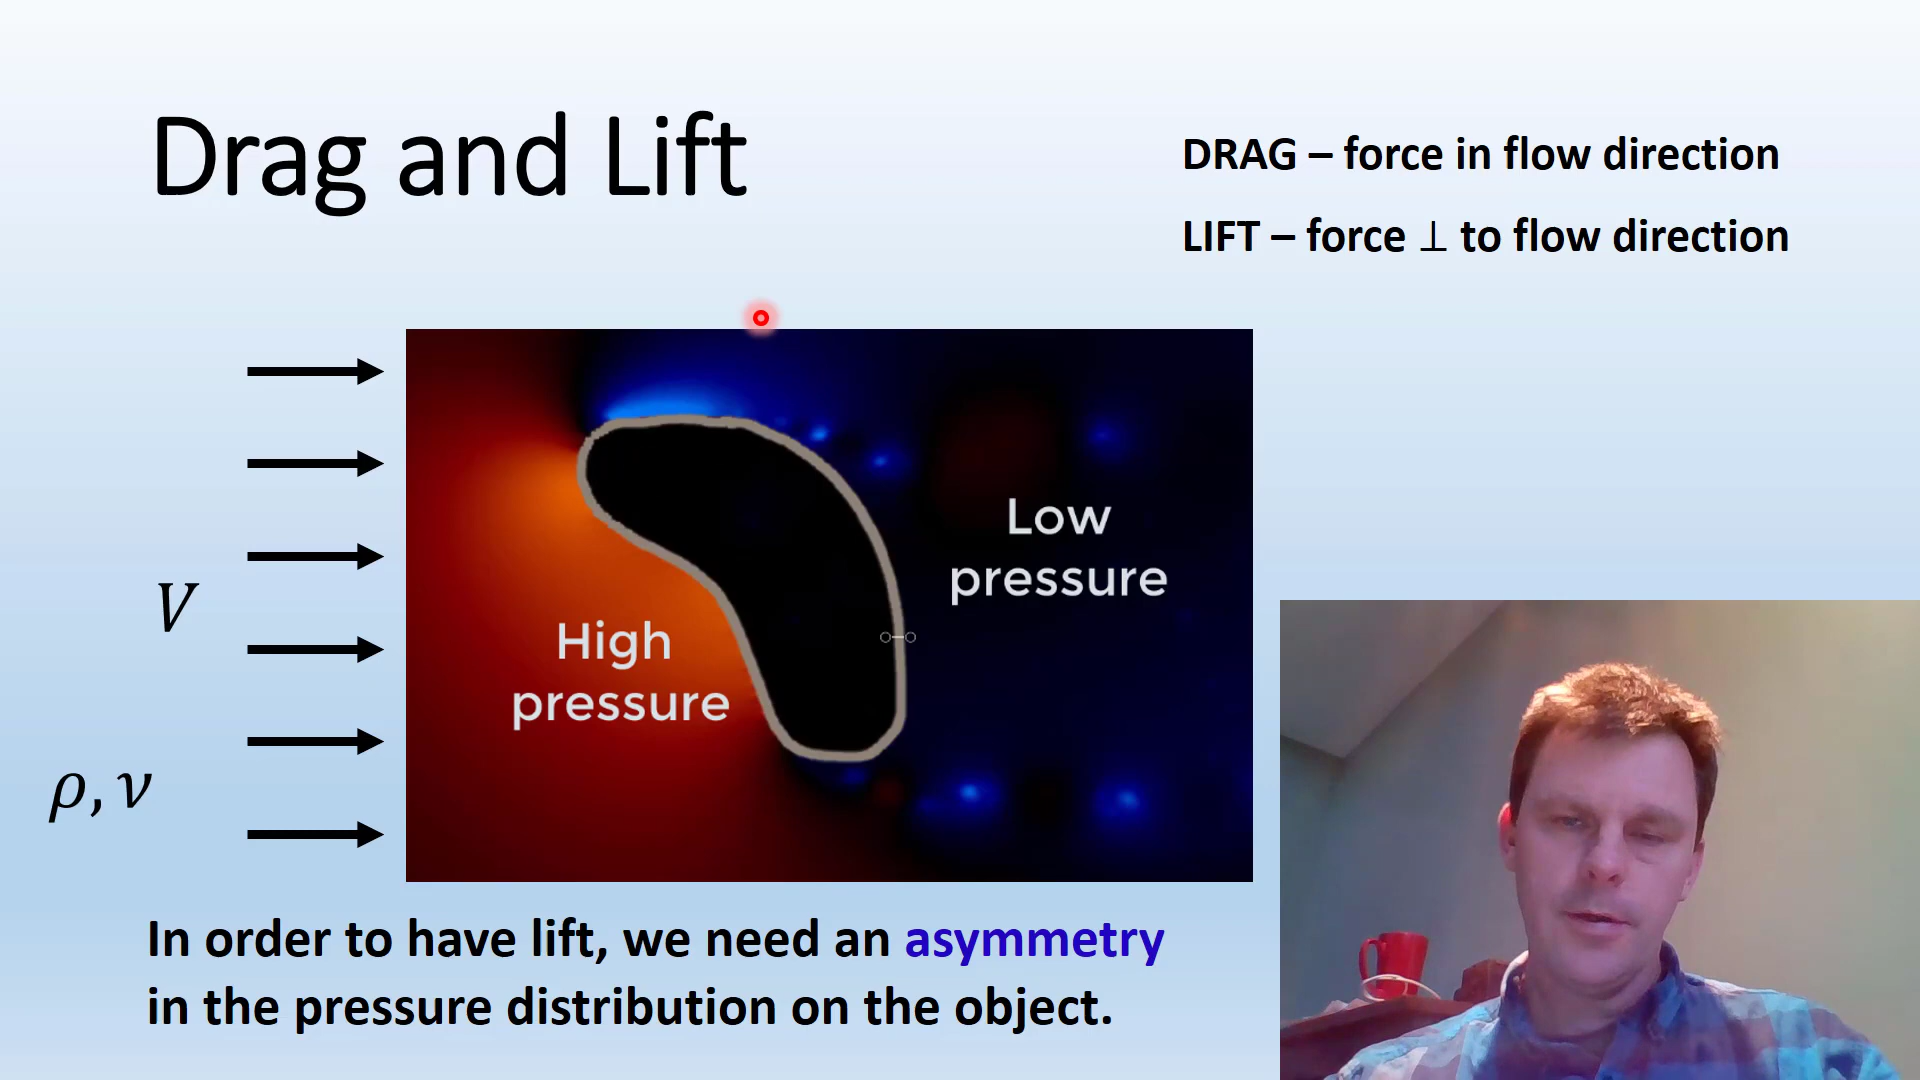 Drag and Lift
DRAG – force in flow direction
LIFT – force ⊥ to flow direction
V
ρ, ν
High
pressure
Low
pressure
In order to have lift, we need an asymmetry
in the pressure distribution on the object.